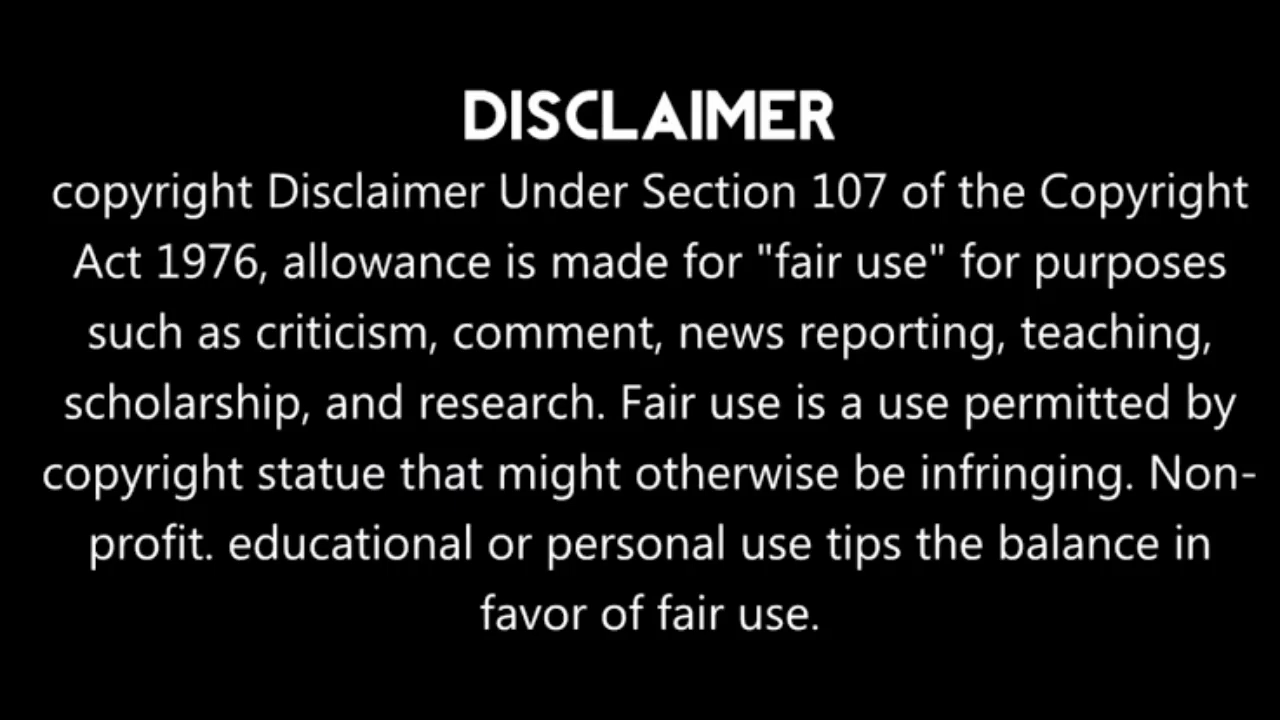 DISCLAIMER
copyright Disclaimer Under Section 107 of the Copyright
Act 1976, allowance is made for "fair use" for purposes
such as criticism, comment, news reporting, teaching,
scholarship, and research. Fair use is a use permitted by
copyright statue that might otherwise be infringing. Non-
profit. educational or personal use tips the balance in
favor of fair use.